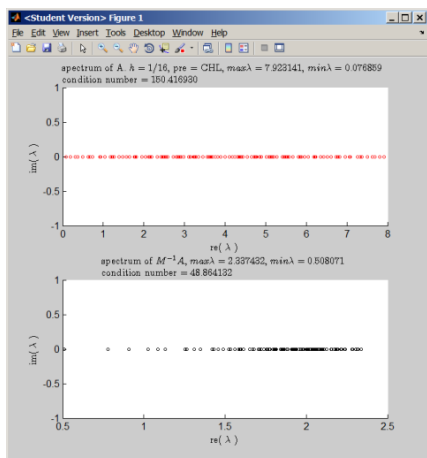 <Student Version> Figure 1
File Edit View Insert Tools Desktop Window Help
spectrum of A. h = 1/16, pre = CHL, maxλ = 7.923141, minλ = 0.076859
condition number = 150.416930
1
0.5
0
-0.5
-1
im( λ )
0 1 2 3 4 5 6 7 8
re( λ )
spectrum of M⁻¹A, maxλ = 2.337432, minλ = 0.508071
condition number = 48.864132
1
0.5
0
-0.5
-1
im( λ )
0.5 1 1.5 2 2.5
re( λ )